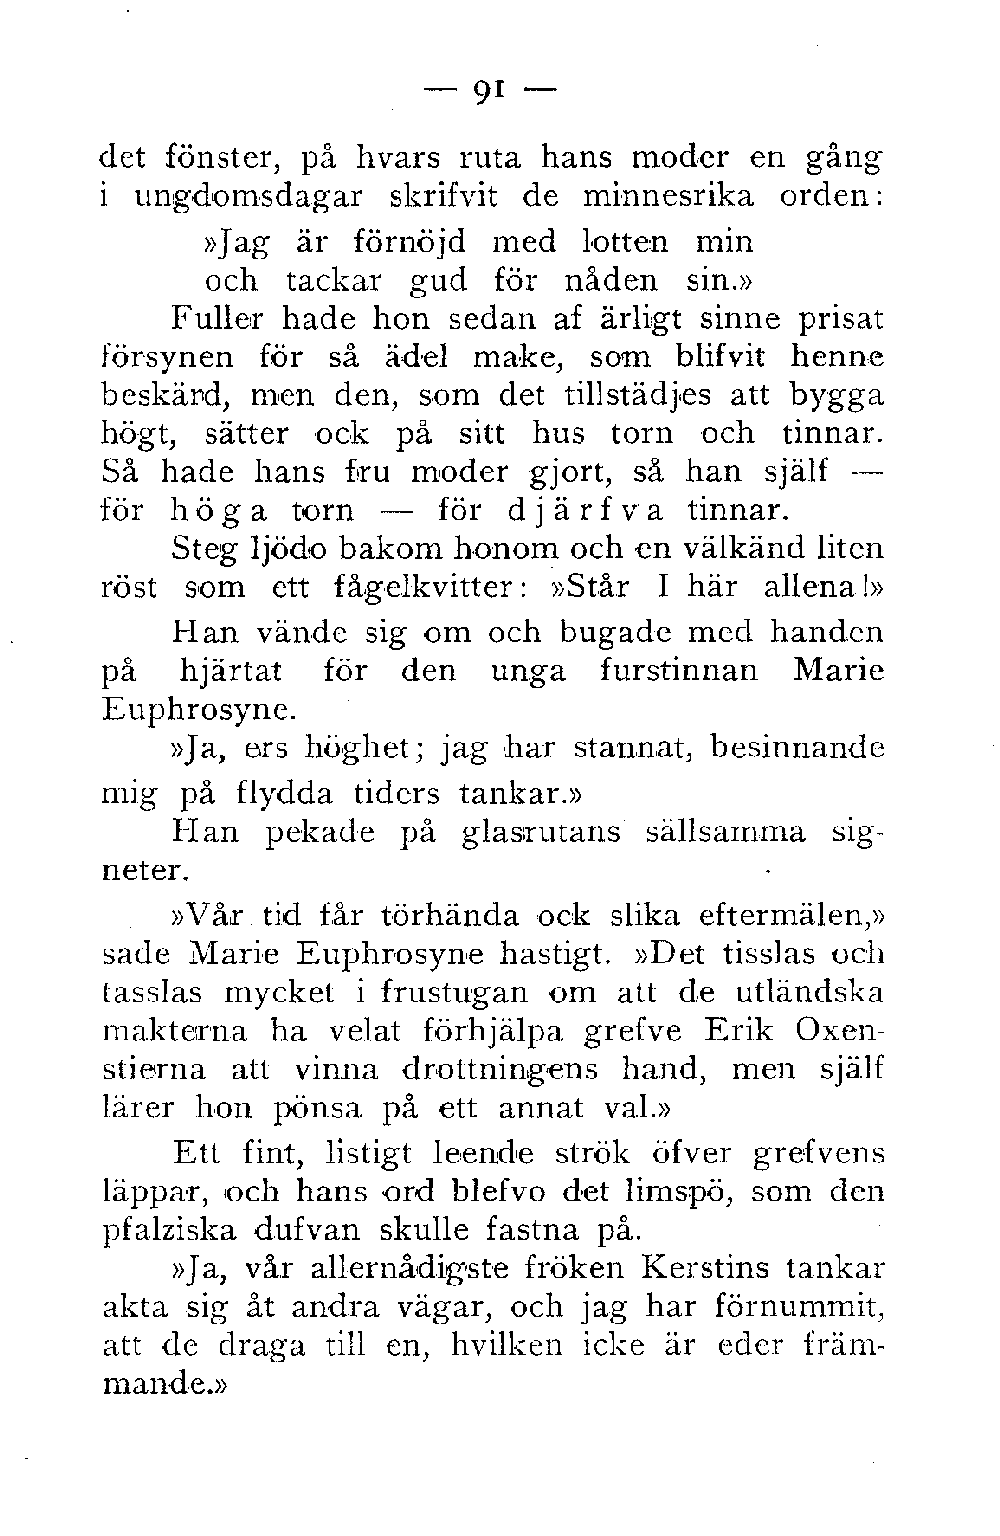 — 91 —
det fönster, på hvars ruta hans moder en gång
i ungdomsdagar skrifvit de minnesrika orden:
»Jag är förnöjd med lotten min
och tackar gud för nåden sin.»
Fuller hade hon sedan af ärligt sinne prisat
försynen för så ädel make, som blifvit henne
beskärd, men den, som det tillstädjes att bygga
högt, sätter ock på sitt hus torn och tinnar.
Så hade hans fru moder gjort, så han själf —
för höga torn — för djärfva tinnar.
Steg ljödo bakom honom och en välkänd liten
röst som ett fågelkvitter: »Står I här allena!»
Han vände sig om och bugade med handen
på hjärtat för den unga furstinnan Marie
Euphrosyne.
»Ja, ers höghet; jag har stannat, besinnande
mig på flydda tiders tankar.»
Han pekade på glasrutans sällsamma sig-
neter.
»Vår tid får törhända ock slika eftermälen,»
sade Marie Euphrosyne hastigt. »Det tisslas och
tasslas mycket i frustugan om att de utländska
makterna ha velat förhjälpa grefve Erik Oxen-
stierna att vinna drottningens hand, men själf
lärer hon pönsa på ett annat val.»
Ett fint, listigt leende strök öfver grefvens
läppar, och hans ord blefvo det limspö, som den
pfalziska dufvan skulle fastna på.
»Ja, vår allernådigste fröken Kerstins tankar
akta sig åt andra vägar, och jag har förnummit,
att de draga till en, hvilken icke är eder främ-
mande.»